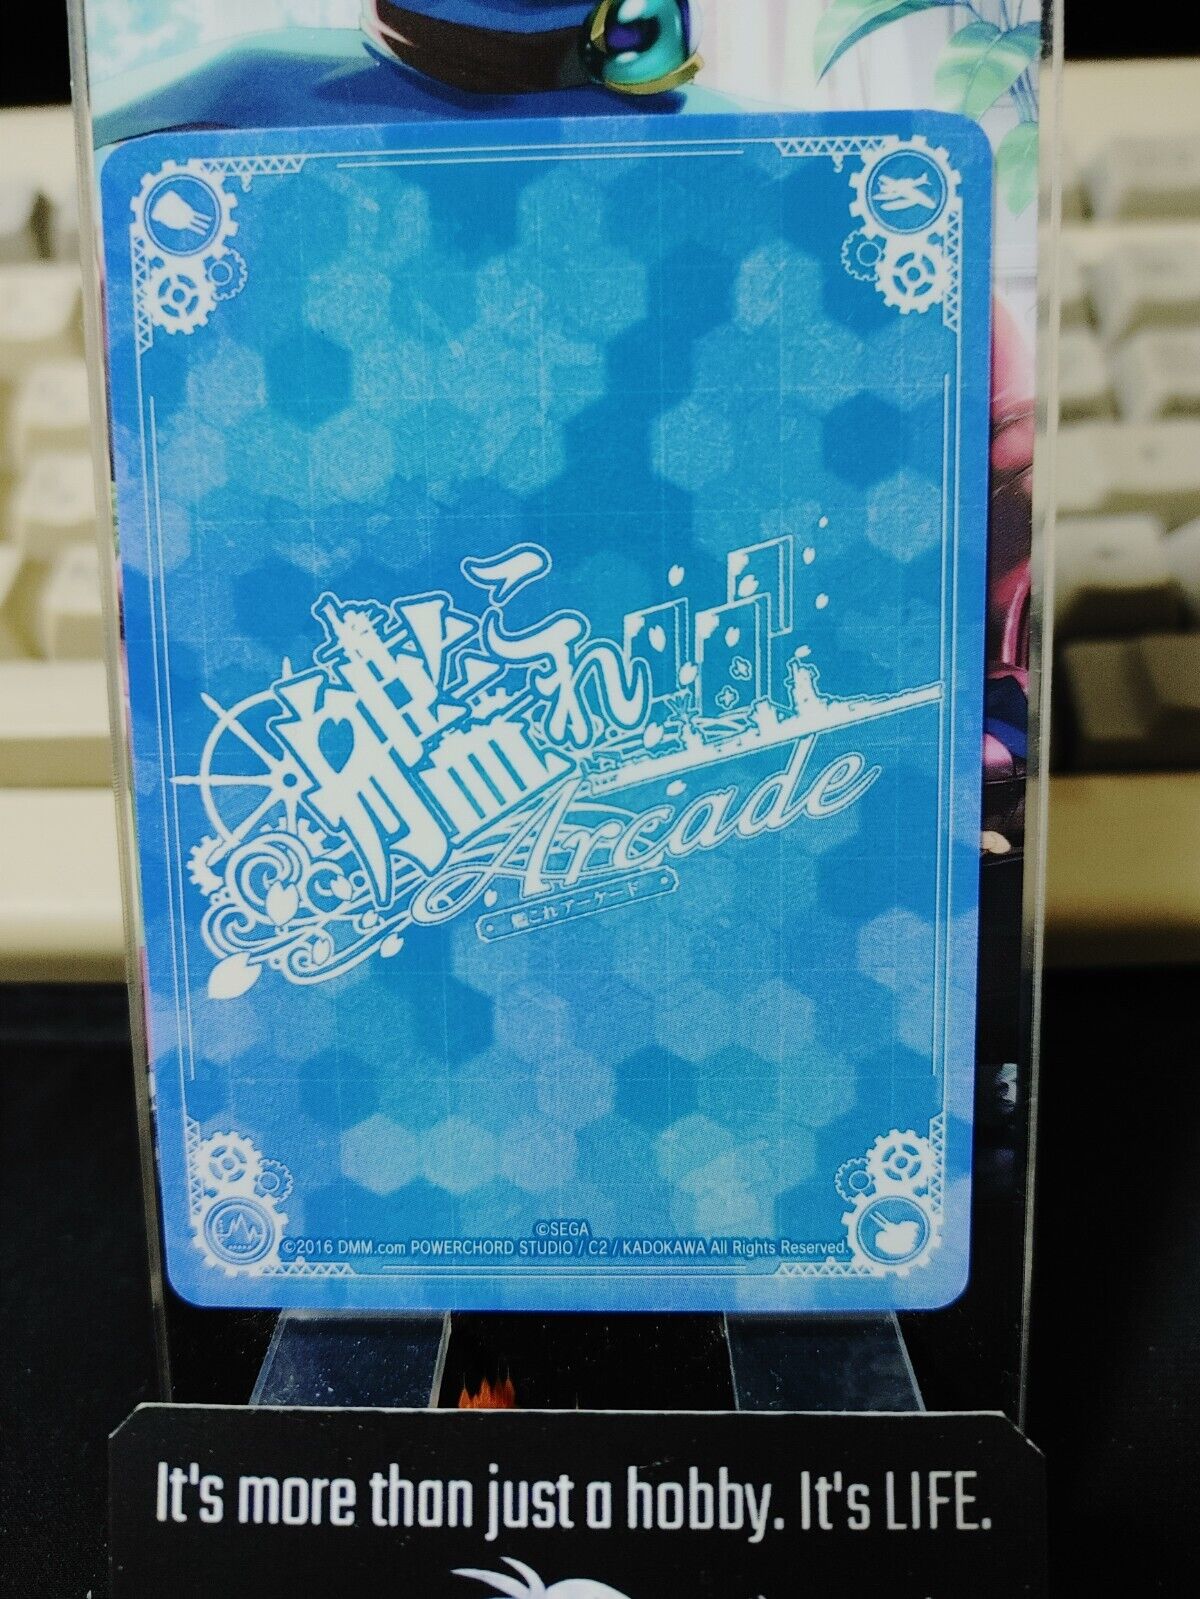 艦これ
Arcade
艦これアーケード
©SEGA
©2016 DMM.com POWERCHORD STUDIO / C2 / KADOKAWA All Rights Reserved.
It's more than just a hobby. It's LIFE.